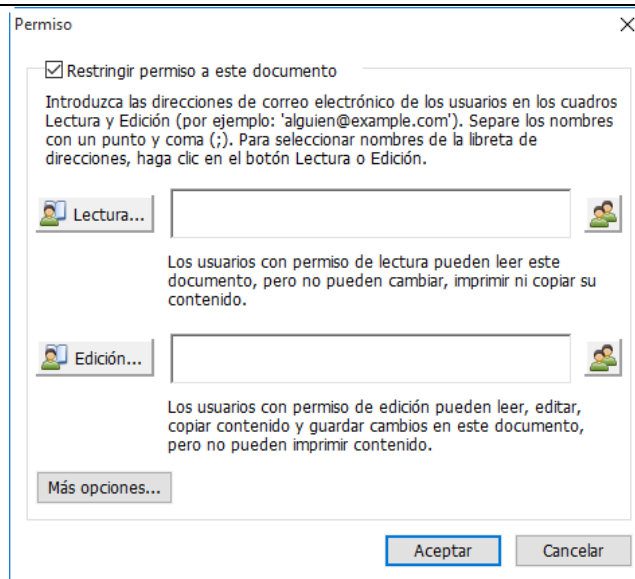 Permiso
Restringir permiso a este documento
Introduzca las direcciones de correo electrónico de los usuarios en los cuadros
Lectura y Edición (por ejemplo: 'alguien@example.com'). Separe los nombres
con un punto y coma (;). Para seleccionar nombres de la libreta de
direcciones, haga clic en el botón Lectura o Edición.
Lectura...
Los usuarios con permiso de lectura pueden leer este
documento, pero no pueden cambiar, imprimir ni copiar su
contenido.
Edición...
Los usuarios con permiso de edición pueden leer, editar,
copiar contenido y guardar cambios en este documento,
pero no pueden imprimir contenido.
Más opciones...
Aceptar
Cancelar